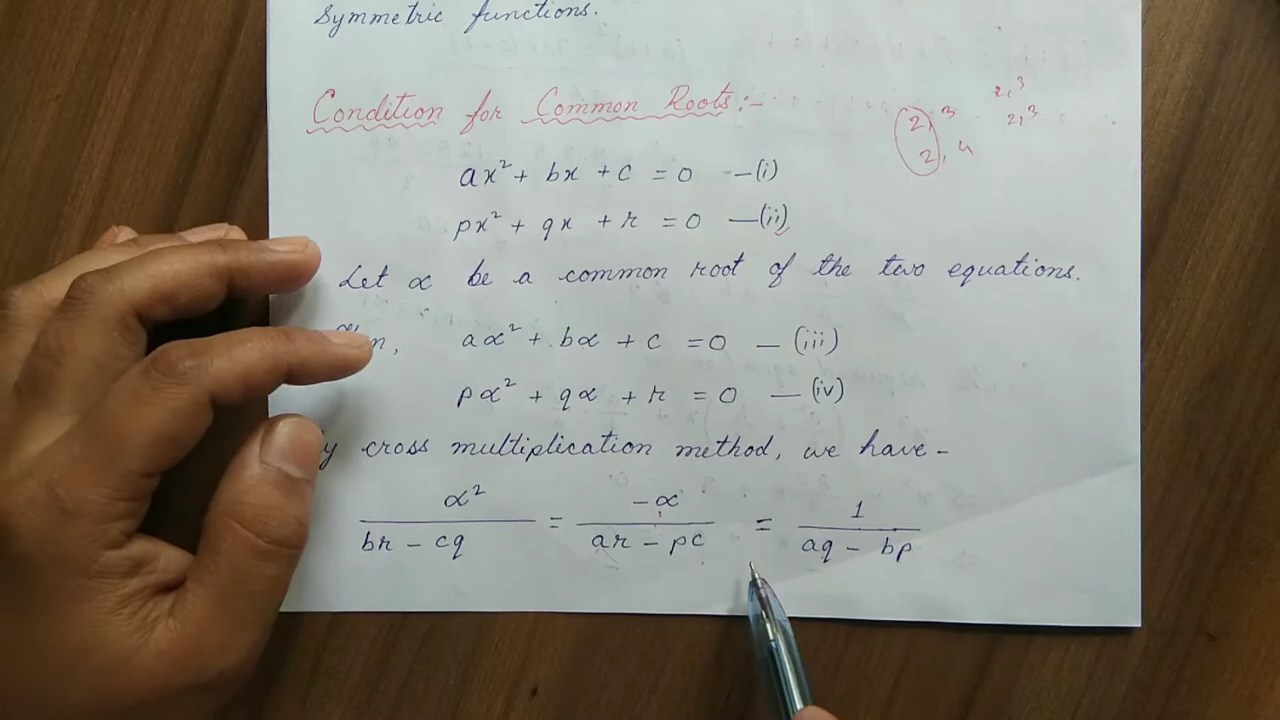 Symmetric functions.
Condition for Common Roots:-
2, 3
2, 4
2, 3
2, 3
ax² + bx + c = 0 —(i)
px² + qx + r = 0 —(ii)
Let α be a common root of the two equations.
aα² + bα + c = 0 — (iii)
pα² + qα + r = 0 — (iv)
cross multiplication method, we have -
α² / (br - cq) = -α / (ar - pc) = 1 / (aq - bp)